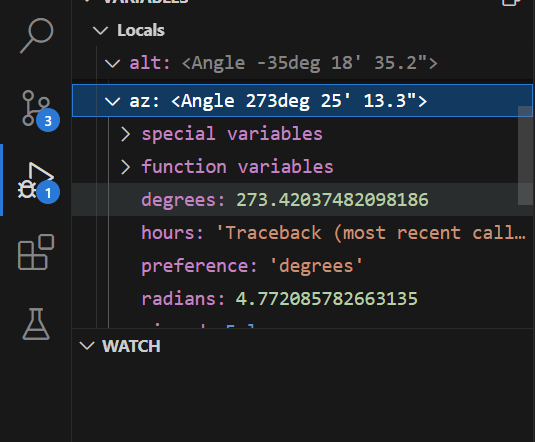 VARIABLES
Locals
alt: <Angle -35deg 18' 35.2">
az: <Angle 273deg 25' 13.3">
special variables
function variables
degrees: 273.42037482098186
hours: 'Traceback (most recent call…
preference: 'degrees'
radians: 4.772085782663135
WATCH
3
1